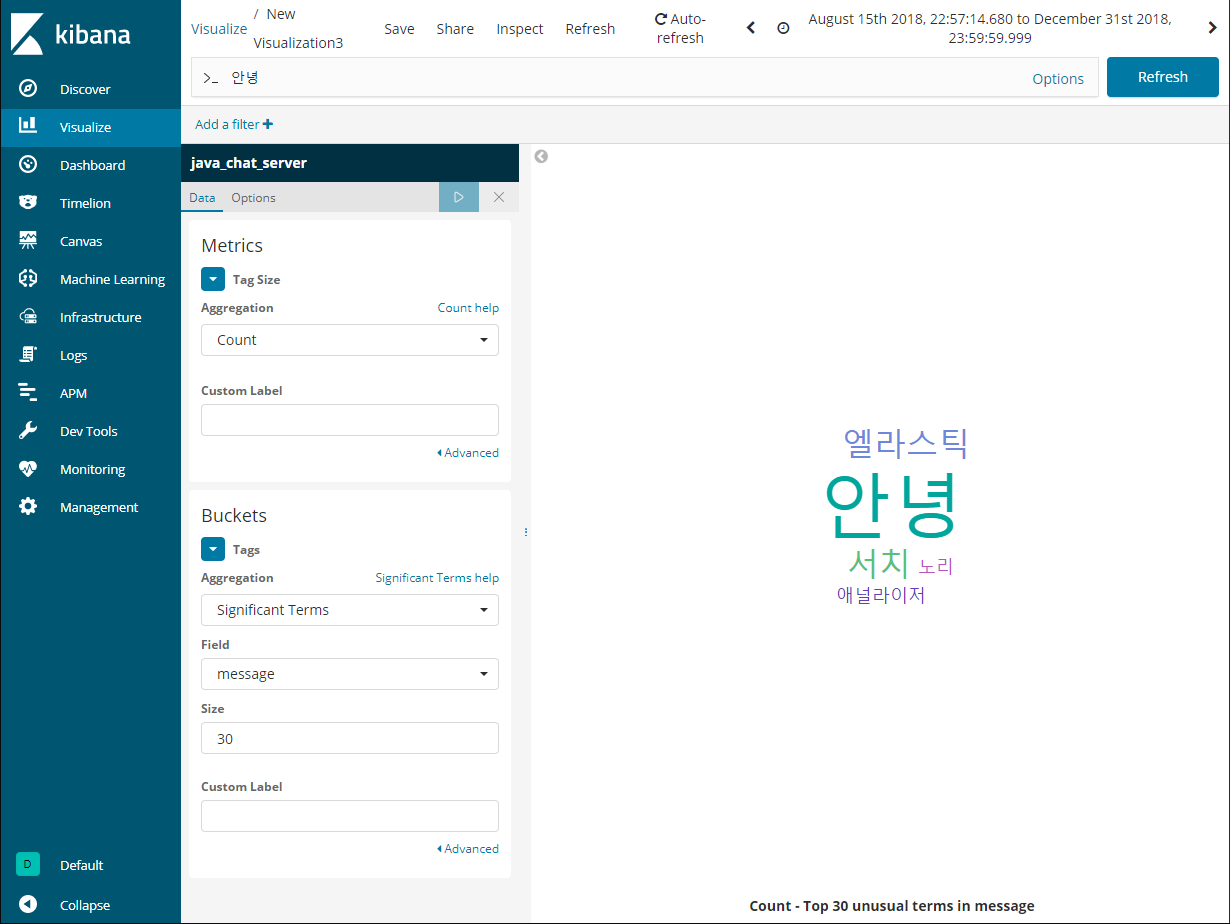 kibana
Discover
Visualize
Dashboard
Timelion
Canvas
Machine Learning
Infrastructure
Logs
APM
Dev Tools
Monitoring
Management
D Default
Collapse
Visualize / New Visualization3
Save Share Inspect Refresh Auto-refresh
August 15th 2018, 22:57:14.680 to December 31st 2018,
23:59:59.999
>_ 안녕 Options Refresh
Add a filter
java_chat_server
Data Options
Metrics
Tag Size
Aggregation Count help
Count
Custom Label
Advanced
Buckets
Tags
Aggregation Significant Terms help
Significant Terms
Field
message
Size
30
Custom Label
Advanced
엘라스틱
안녕
서치 노리
애널라이저
Count - Top 30 unusual terms in message